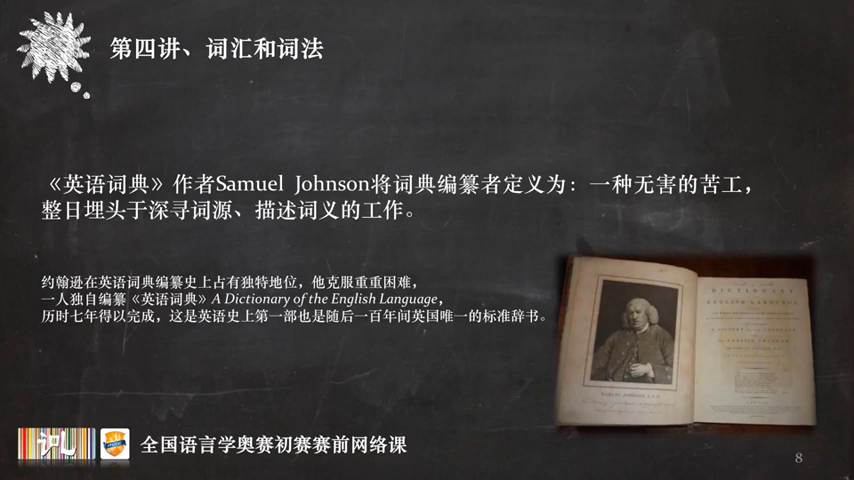 第四讲、词汇和词法
《英语词典》作者Samuel Johnson将词典编纂者定义为：一种无害的苦工，
整日埋头于深寻词源、描述词义的工作。
约翰逊在英语词典编纂史上占有独特地位，他克服重重困难，
一人独自编纂《英语词典》A Dictionary of the English Language，
历时七年得以完成，这是英语史上第一部也是随后一百年间英国唯一的标准辞书。
DICTIONARY
ENGLISH LANGUAGE
SAMUEL JOHNSON
全国语言学奥赛初赛赛前网络课
8